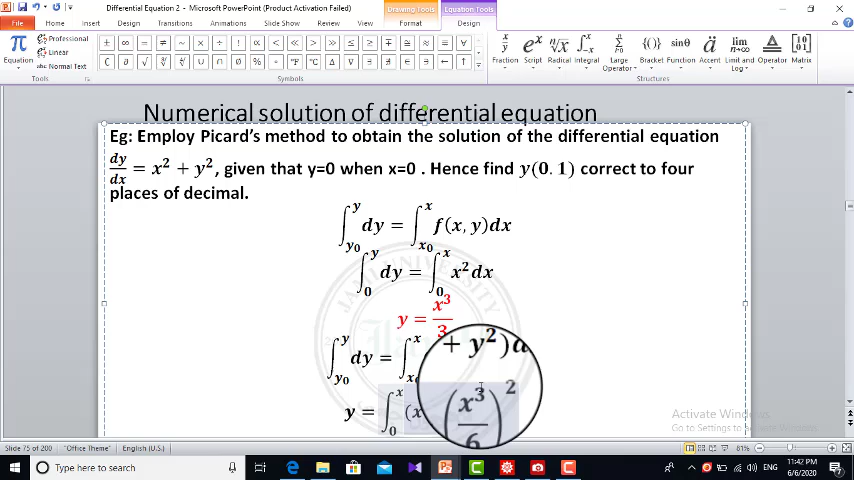 Differential Equation 2 - Microsoft PowerPoint (Product Activation Failed)
Drawing Tools
Equation Tools
File
Home
Insert
Design
Transitions
Animations
Slide Show
Review
View
Format
Design
Equation
Professional
Linear
Normal Text
Tools
Symbols
Fraction
Script
Radical
Integral
Large Operator
Bracket
Function
Accent
Limit and Log
Operator
Matrix
Structures
Numerical solution of differential equation
Eg: Employ Picard's method to obtain the solution of the differential equation
dy/dx = x² + y², given that y=0 when x=0 . Hence find y(0.1) correct to four
places of decimal.
∫_{y₀}^{y} dy = ∫_{x₀}^{x} f(x, y)dx
∫_{0}^{y} dy = ∫_{0}^{x} x²dx
y = x³/3
∫_{y₀}^{y} dy = ∫_{x₀}^{x} + y²)d
y = ∫_{0}^{x} (x (x³/6)²
Activate Windows
Go to Settings to activate Windows.
Slide 75 of 200
"Office Theme"
English (U.S.)
81%
Type here to search
ENG
11:42 PM
6/6/2020